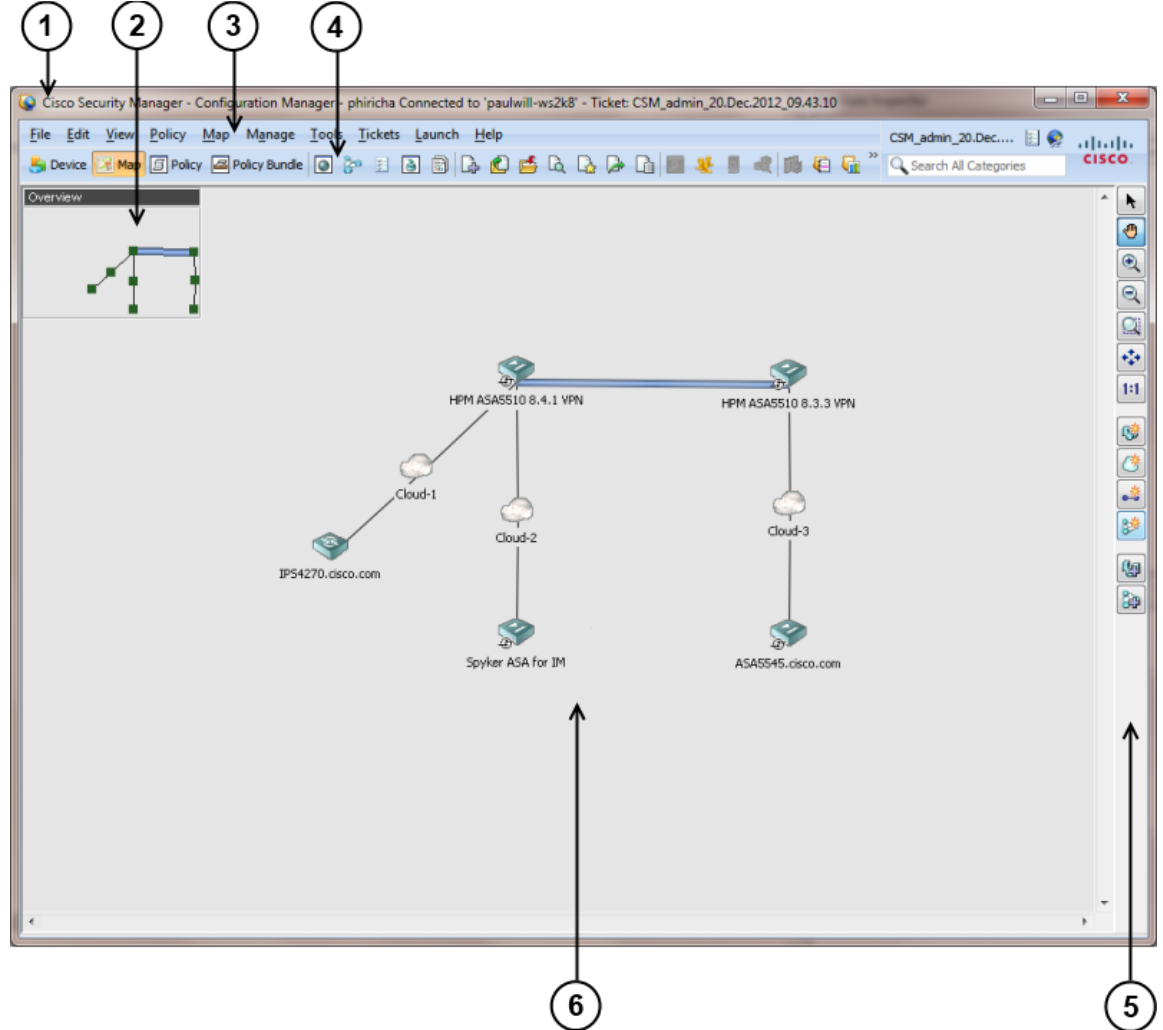 1
2
3
4
Cisco Security Manager - Configuration Manager - phiricha Connected to 'paulwill-ws2k8' - Ticket: CSM_admin_20.Dec.2012_09.43.10
File Edit View Policy Map Manage Tools Tickets Launch Help
CSM_admin_20.Dec....
Device Map Policy Policy Bundle
Search All Categories
CISCO
Overview
1:1
HPM ASA5510 8.4.1 VPN
HPM ASA5510 8.3.3 VPN
Cloud-1
Cloud-2
Cloud-3
IPS4270.cisco.com
Spyker ASA for IM
ASA5545.cisco.com
6
5